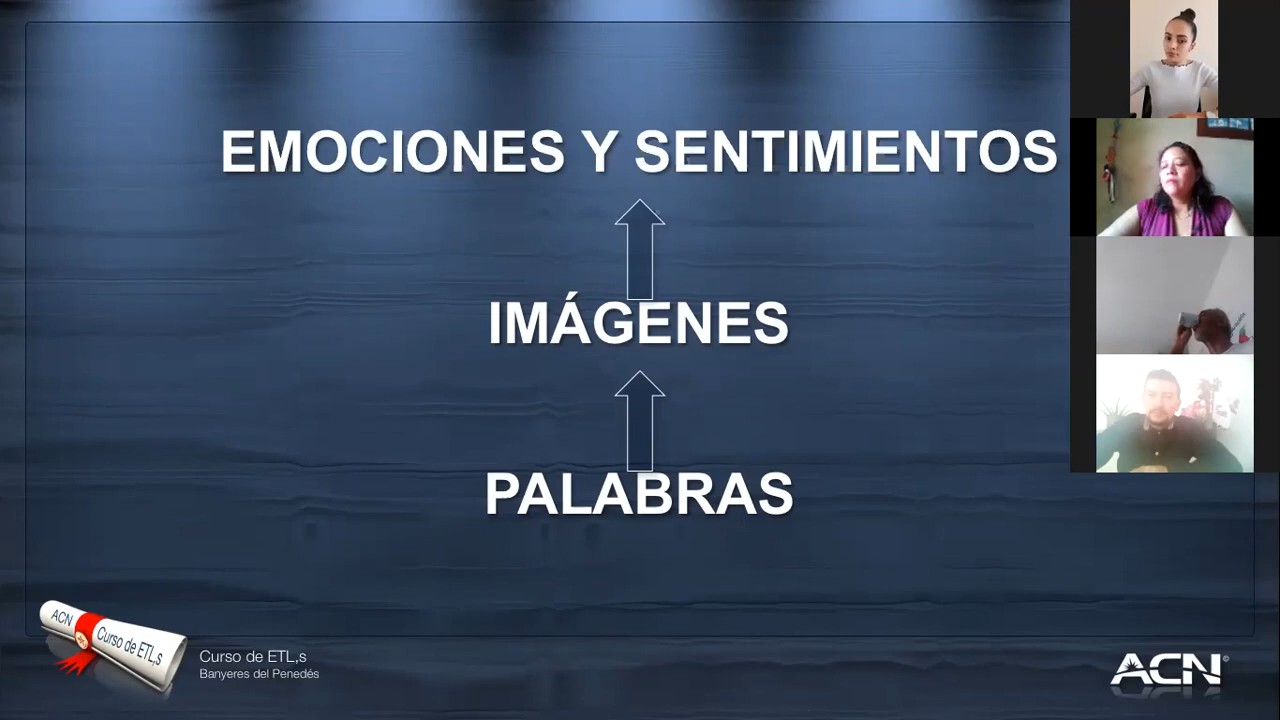 EMOCIONES Y SENTIMIENTOS
IMÁGENES
PALABRAS
ACN
Curso de ETL,s
Curso de ETL,s
Banyeres del Penedés
ACN